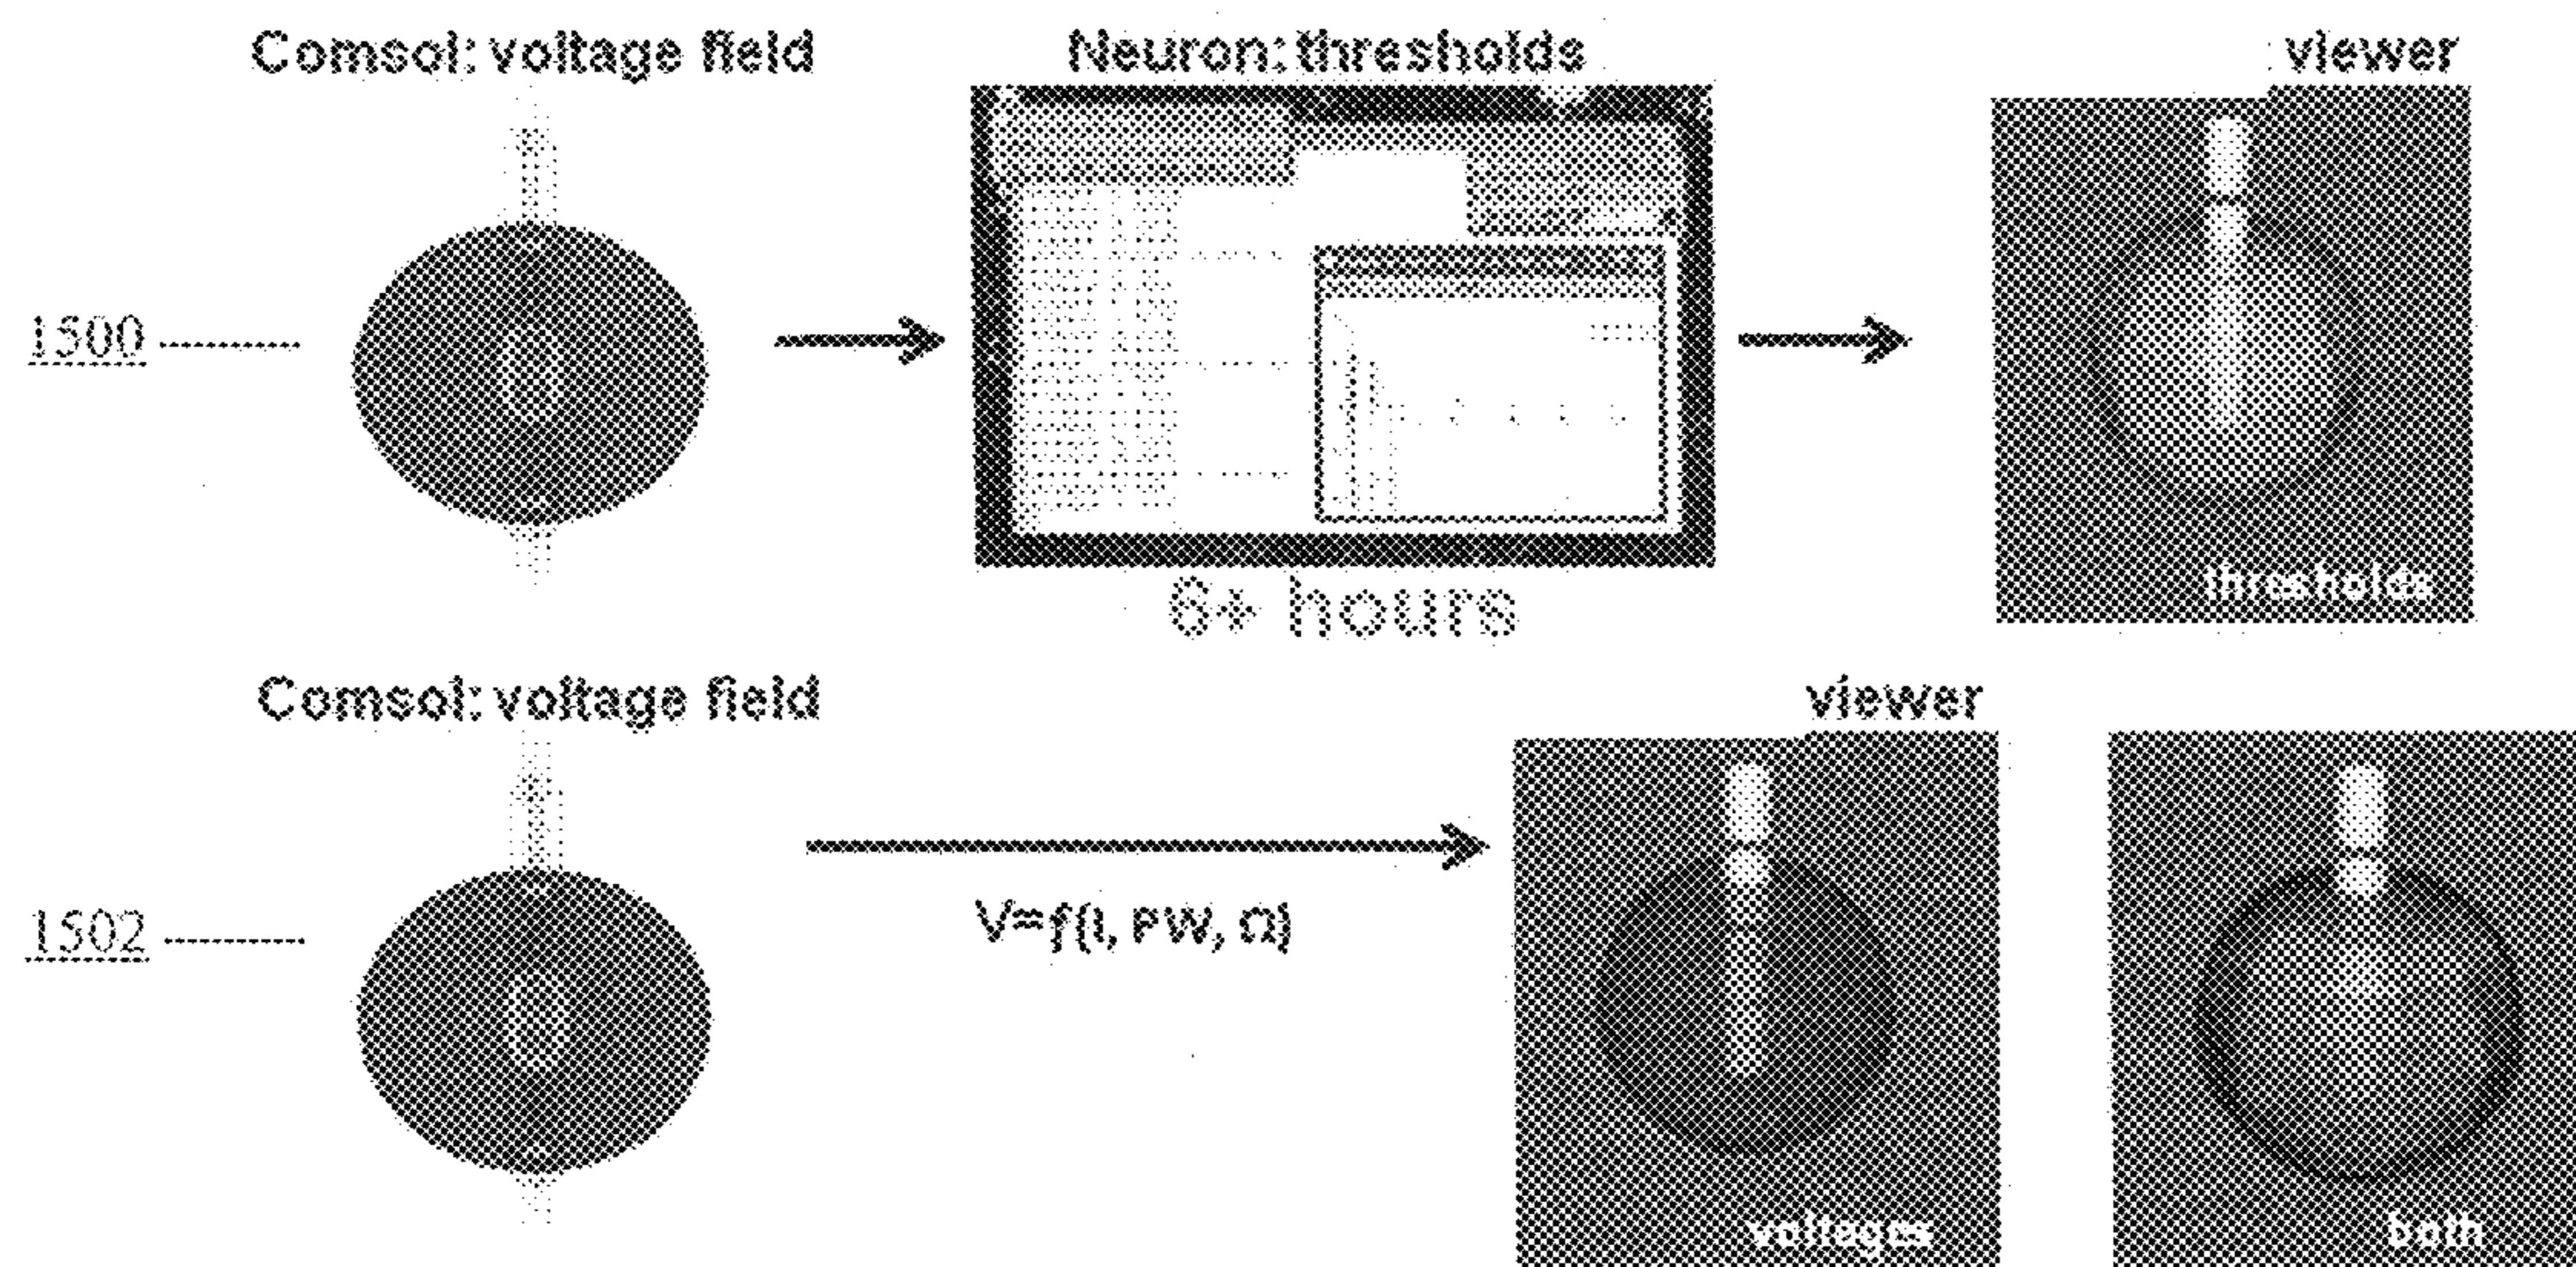 Comsol: voltage field
Neuron: thresholds
viewer
1500
thresholds
6+ hours
Comsol: voltage field
viewer
V=f(I, PW, Ω)
1502
voltages
both